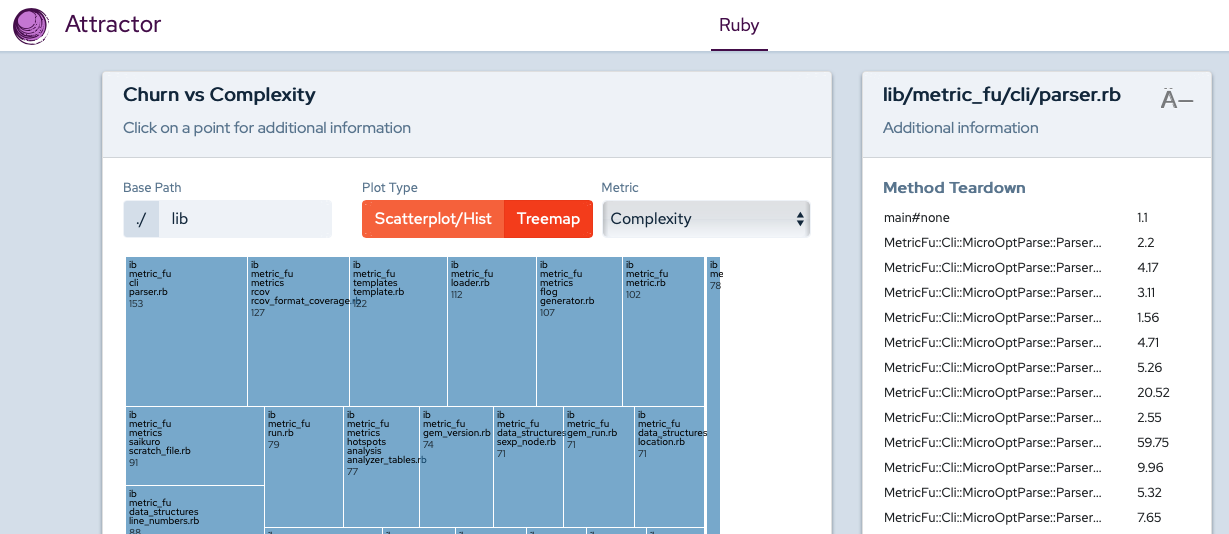 Attractor
Ruby
Churn vs Complexity
Click on a point for additional information
Base Path
Plot Type
Metric
./ lib
Scatterplot/Hist Treemap
Complexity
ib
metric_fu
cli
parser.rb
153
ib
metric_fu
metrics
rcov
rcov_format_coverage.rb
127
ib
metric_fu
templates
template.rb
122
ib
metric_fu
loader.rb
112
ib
metric_fu
metrics
flog
generator.rb
107
ib
metric_fu
metric.rb
102
ib
me
78
ib
metric_fu
metrics
saikuro
scratch_file.rb
91
ib
metric_fu
run.rb
79
ib
metric_fu
metrics
hotspots
analysis
analyzer_tables.rb
77
ib
metric_fu
gem_version.rb
74
ib
metric_fu
data_structures
sexp_node.rb
71
ib
metric_fu
gem_run.rb
71
ib
metric_fu
data_structures
location.rb
71
ib
metric_fu
data_structures
line_numbers.rb
88
lib/metric_fu/cli/parser.rb
Ä—
Additional information
Method Teardown
main#none 1.1
MetricFu::Cli::MicroOptParse::Parser... 2.2
MetricFu::Cli::MicroOptParse::Parser... 4.17
MetricFu::Cli::MicroOptParse::Parser... 3.11
MetricFu::Cli::MicroOptParse::Parser... 1.56
MetricFu::Cli::MicroOptParse::Parser... 4.71
MetricFu::Cli::MicroOptParse::Parser... 5.26
MetricFu::Cli::MicroOptParse::Parser... 20.52
MetricFu::Cli::MicroOptParse::Parser... 2.55
MetricFu::Cli::MicroOptParse::Parser... 59.75
MetricFu::Cli::MicroOptParse::Parser... 9.96
MetricFu::Cli::MicroOptParse::Parser... 5.32
MetricFu::Cli::MicroOptParse::Parser... 7.65